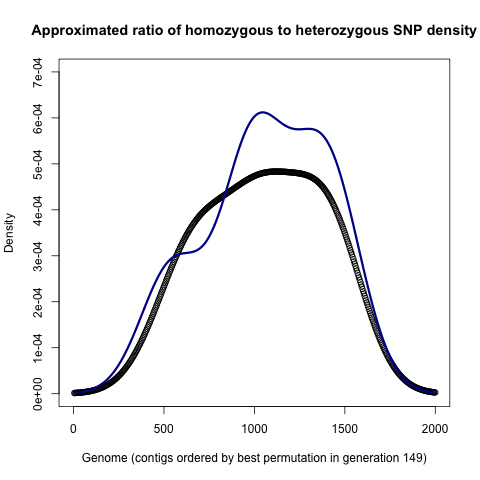 Approximated ratio of homozygous to heterozygous SNP density
7e-04
6e-04
5e-04
4e-04
3e-04
2e-04
1e-04
0e+00
Density
0 500 1000 1500 2000
Genome (contigs ordered by best permutation in generation 149)